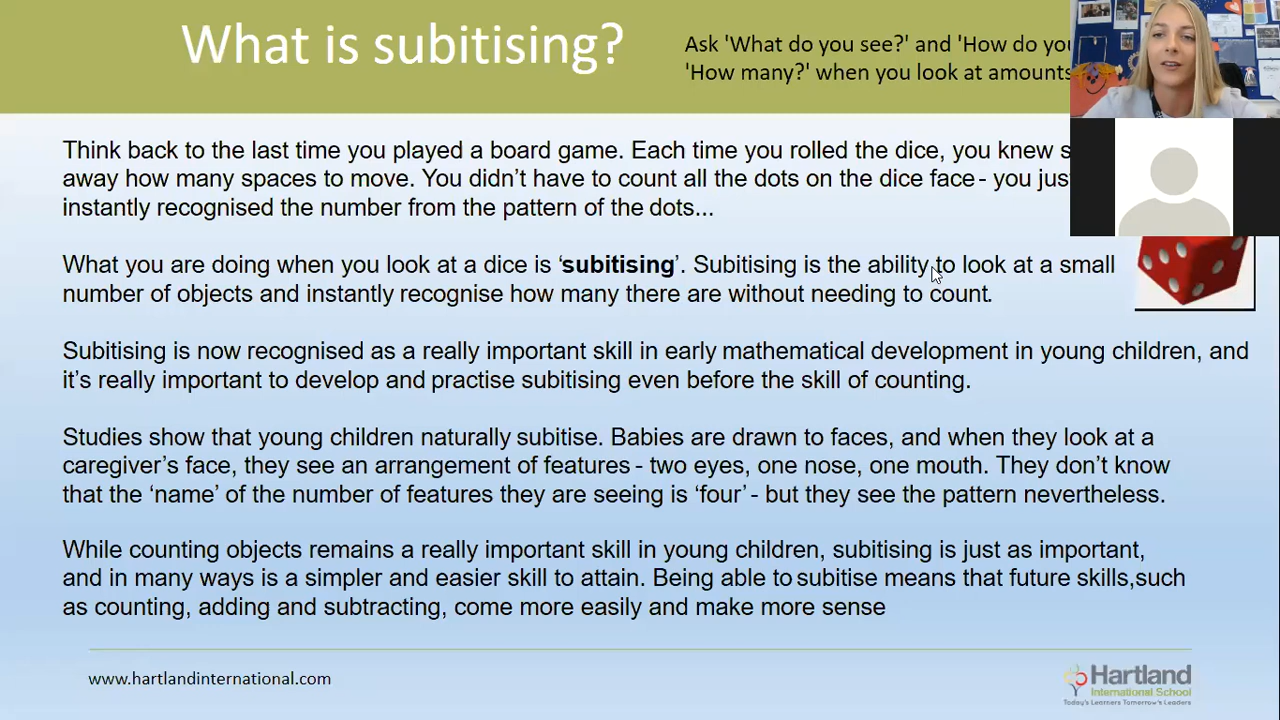 What is subitising?
Ask 'What do you see?' and 'How do
'How many?' when you look at amounts
Think back to the last time you played a board game. Each time you rolled the dice, you knew
away how many spaces to move. You didn’t have to count all the dots on the dice face - you
instantly recognised the number from the pattern of the dots...
What you are doing when you look at a dice is ‘subitising’. Subitising is the ability to look at a small
number of objects and instantly recognise how many there are without needing to count.
Subitising is now recognised as a really important skill in early mathematical development in young children, and
it’s really important to develop and practise subitising even before the skill of counting.
Studies show that young children naturally subitise. Babies are drawn to faces, and when they look at a
caregiver’s face, they see an arrangement of features - two eyes, one nose, one mouth. They don’t know
that the ‘name’ of the number of features they are seeing is ‘four’ - but they see the pattern nevertheless.
While counting objects remains a really important skill in young children, subitising is just as important,
and in many ways is a simpler and easier skill to attain. Being able to subitise means that future skills,such
as counting, adding and subtracting, come more easily and make more sense
www.hartlandinternational.com
Hartland
International School
Today's Learners Tomorrow's Leaders